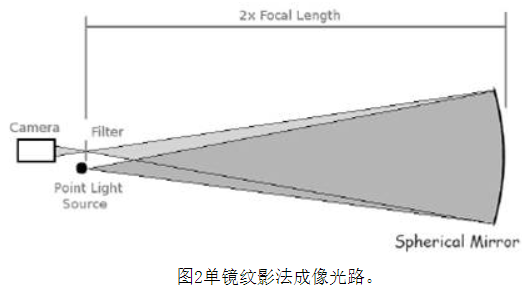 2x Focal Length
Camera
Filter
Point Light
Source
Spherical Mirror
图2单镜纹影法成像光路。